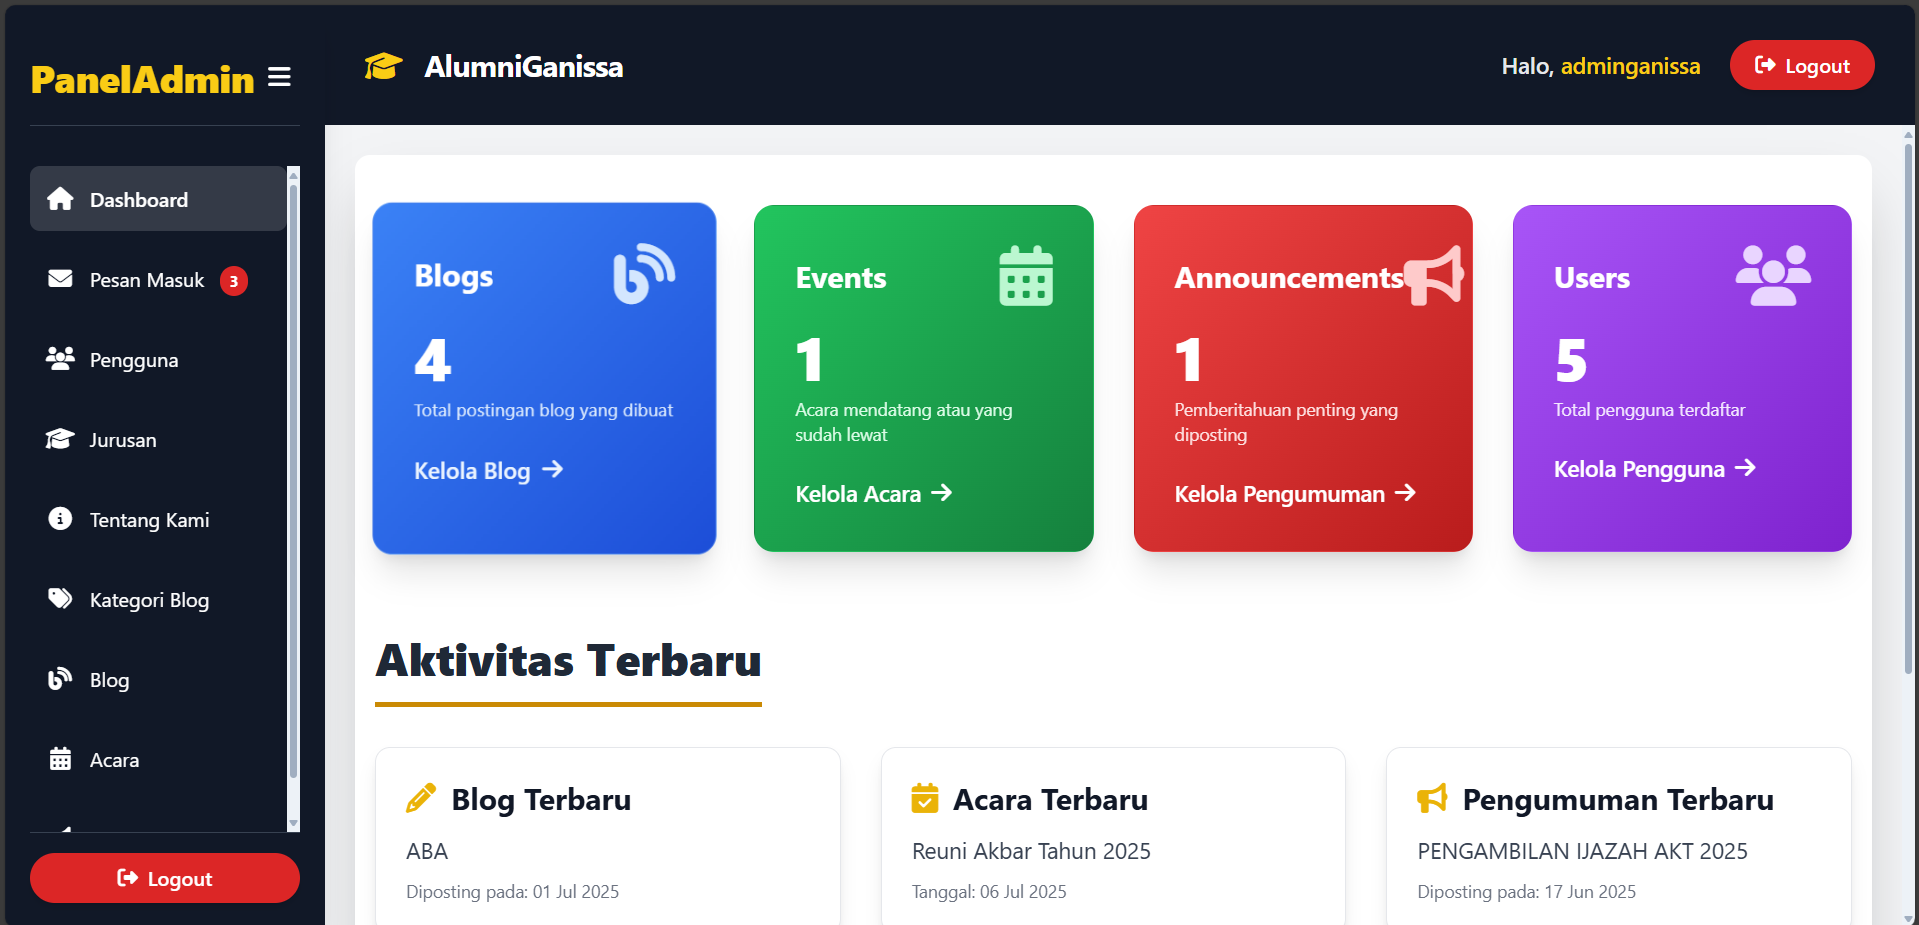 PanelAdmin
Dashboard
Pesan Masuk 3
Pengguna
Jurusan
Tentang Kami
Kategori Blog
Blog
Acara
Logout
AlumniGanissa
Halo, adminganissa
Logout
Blogs
4
Total postingan blog yang dibuat
Kelola Blog
Events
1
Acara mendatang atau yang
sudah lewat
Kelola Acara
Announcements
1
Pemberitahuan penting yang
diposting
Kelola Pengumuman
Users
5
Total pengguna terdaftar
Kelola Pengguna
Aktivitas Terbaru
Blog Terbaru
ABA
Diposting pada: 01 Jul 2025
Acara Terbaru
Reuni Akbar Tahun 2025
Tanggal: 06 Jul 2025
Pengumuman Terbaru
PENGAMBILAN IJAZAH AKT 2025
Diposting pada: 17 Jun 2025